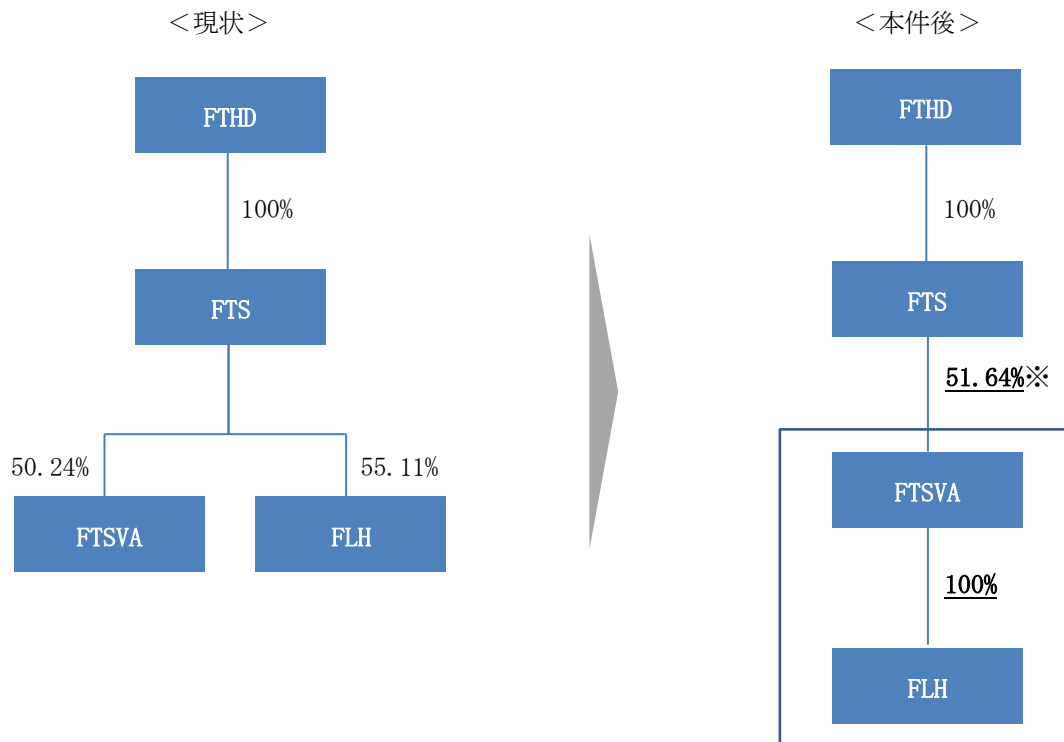 ＜現状＞
FTHD
100%
FTS
50.24%
55.11%
FTSVA
FLH
＜本件後＞
FTHD
100%
FTS
51.64%※
FTSVA
100%
FLH